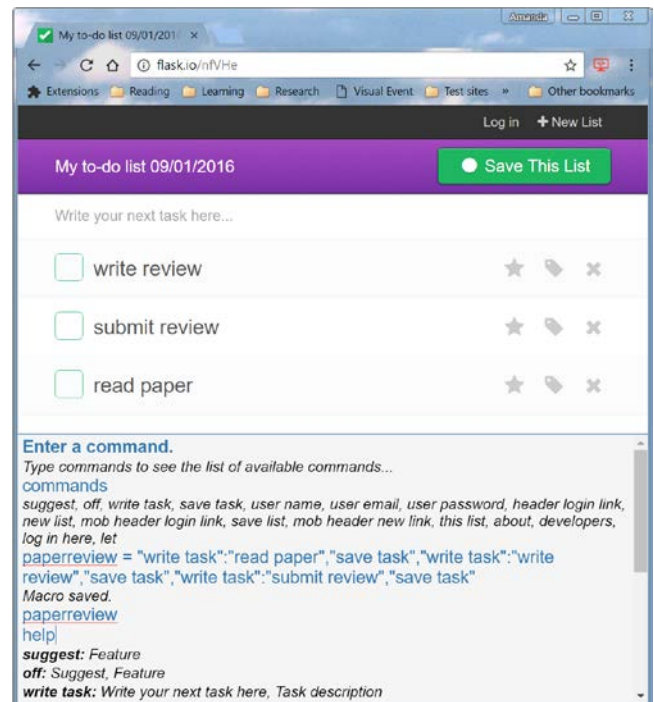 Amanda
My to-do list 09/01/201
flask.io/nfVHe
Extensions Reading Learning Research Visual Event Test sites » Other bookmarks
Log in + New List
My to-do list 09/01/2016 Save This List
Write your next task here...
write review
submit review
read paper
Enter a command.
Type commands to see the list of available commands...
commands
suggest, off, write task, save task, user name, user email, user password, header login link,
new list, mob header login link, save list, mob header new link, this list, about, developers,
log in here, let
paperreview = "write task":"read paper","save task","write task":"write
review","save task","write task":"submit review","save task"
Macro saved.
paperreview
help
suggest: Feature
off: Suggest, Feature
write task: Write your next task here, Task description